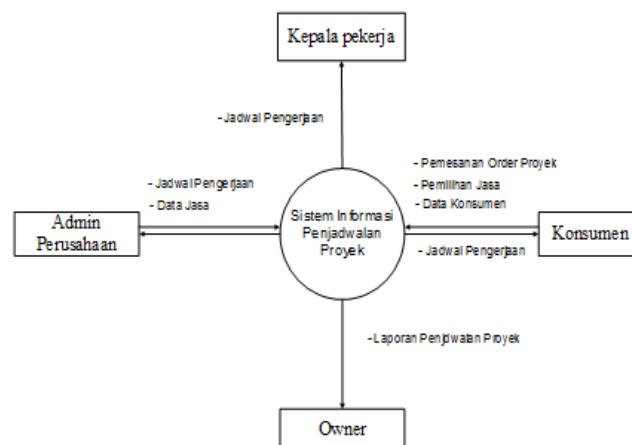 Kepala pekerja
- Jadwal Pengerjaan
- Jadwal Pengerjaan
- Data Jasa
- Pemesanan Order Proyek
- Pemilihan Jasa
- Data Konsumen
Admin
Perusahaan
Sistem Informasi
Penjadwalan
Proyek
Konsumen
- Jadwal Pengerjaan
- Laporan Penjdwalan Proyek
Owner